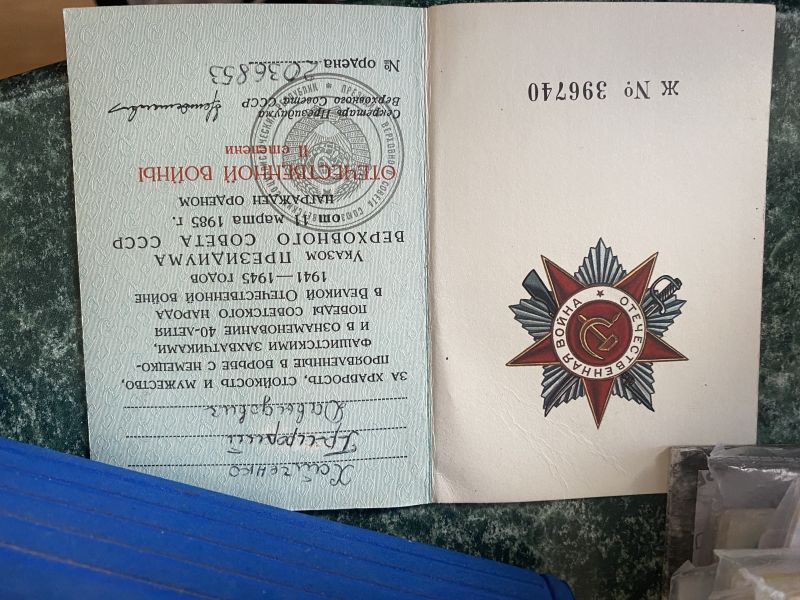 ОТЕЧЕСТВЕННАЯ ВОЙНА
Ж № 396740
Хайченко
Григорий
Давидович
ЗА ХРАБРОСТЬ, СТОЙКОСТЬ И МУЖЕСТВО,
ПРОЯВЛЕННЫЕ В БОРЬБЕ С НЕМЕЦКО-
ФАШИСТСКИМИ ЗАХВАТЧИКАМИ,
И В ОЗНАМЕНОВАНИЕ 40-ЛЕТИЯ
ПОБЕДЫ СОВЕТСКОГО НАРОДА
В ВЕЛИКОЙ ОТЕЧЕСТВЕННОЙ ВОЙНЕ
1941—1945 ГОДОВ
УКАЗОМ ПРЕЗИДИУМА
ВЕРХОВНОГО СОВЕТА СССР
от 11 марта 1985 г.
НАГРАЖДЕН ОРДЕНОМ
ОТЕЧЕСТВЕННОЙ ВОЙНЫ
II степени
Секретарь Президиума
Верховного Совета СССР
№ ордена 2036853